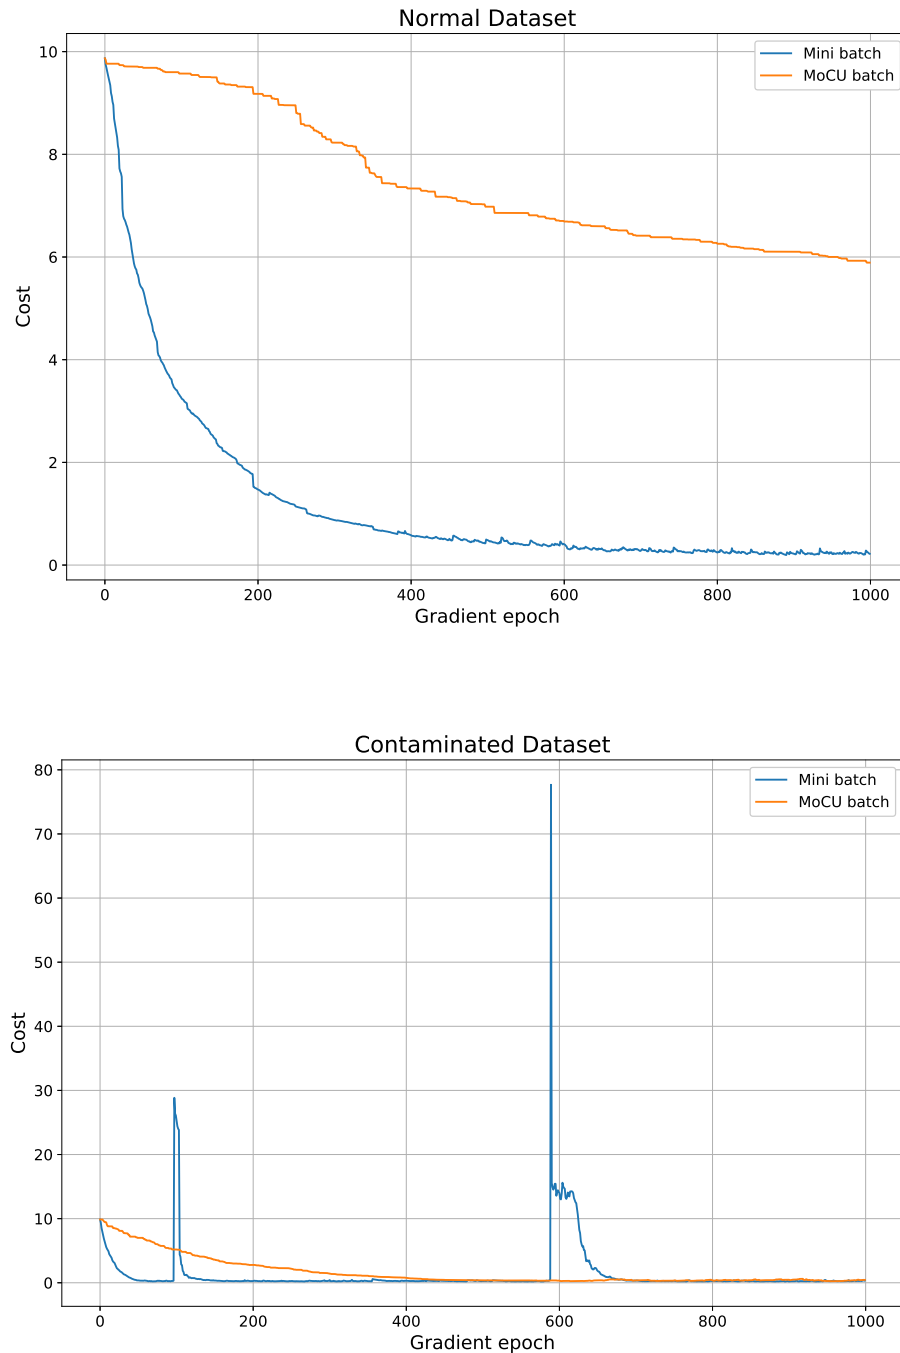 Normal Dataset
10
8
6
4
2
0
Cost
Mini batch
MoCU batch
0 200 400 600 800 1000
Gradient epoch
Contaminated Dataset
80
70
60
50
40
30
20
10
0
Cost
Mini batch
MoCU batch
0 200 400 600 800 1000
Gradient epoch